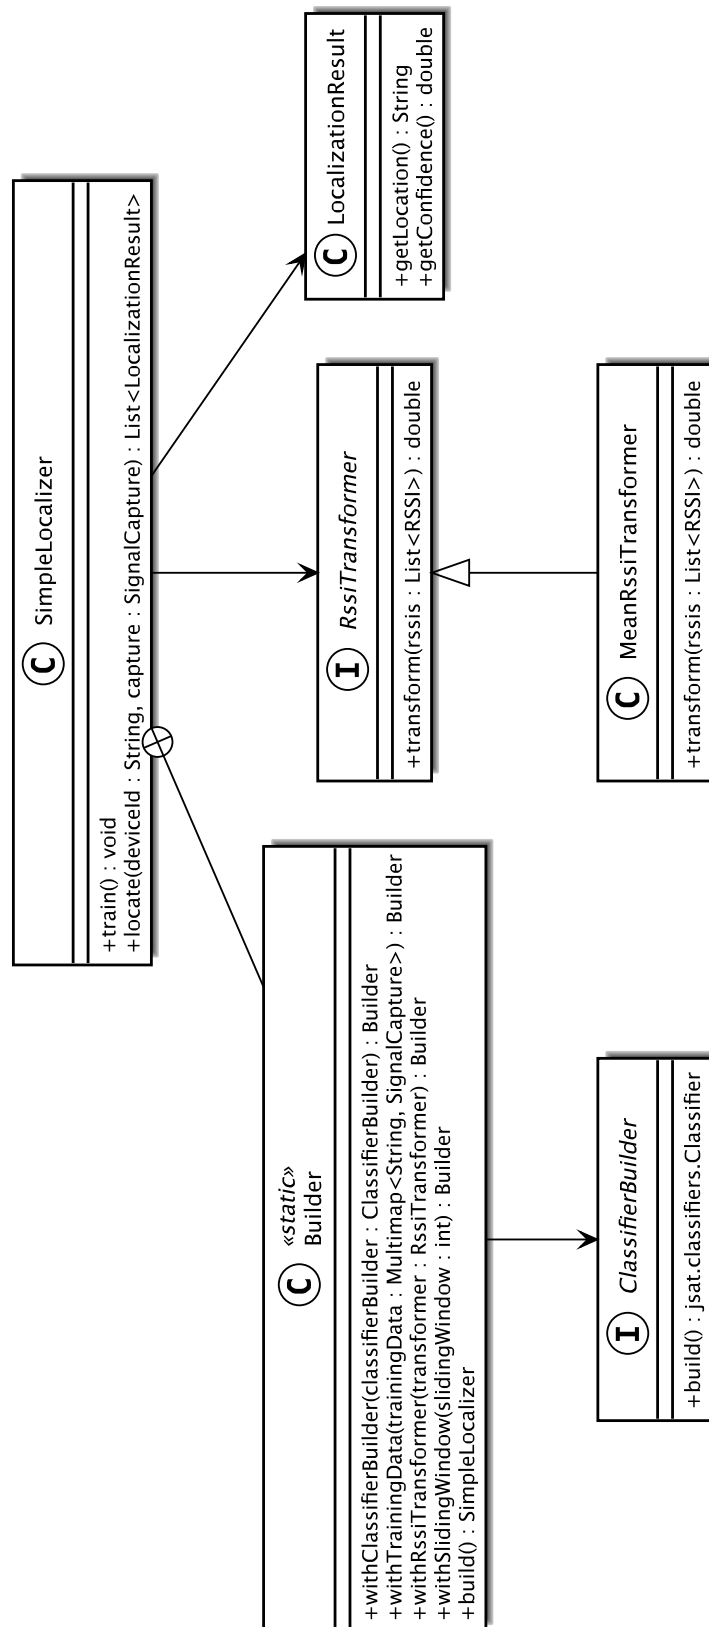 C SimpleLocalizer
+train() : void
+locate(deviceId : String, capture : SignalCapture) : List<LocalizationResult>
C «static»
Builder
+withClassifierBuilder(classifierBuilder : ClassifierBuilder) : Builder
+withTrainingData(trainingData : Multimap<String, SignalCapture>) : Builder
+withRssiTransformer(transformer : RssiTransformer) : Builder
+withSlidingWindow(slidingWindow : int) : Builder
+build() : SimpleLocalizer
I RssiTransformer
+transform(rssis : List<RSSI>) : double
C LocalizationResult
+getLocation() : String
+getConfidence() : double
I ClassifierBuilder
+build() : jsat.classifiers.Classifier
C MeanRssiTransformer
+transform(rssis : List<RSSI>) : double